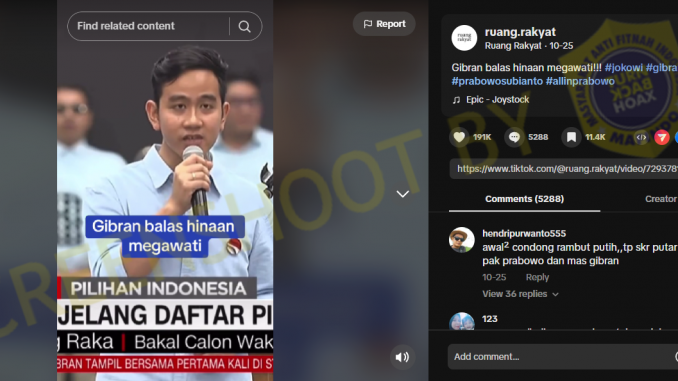 Find related content
Report
Gibran balas hinaan
megawati
PILIHAN INDONESIA
JELANG DAFTAR PI
Raka | Bakal Calon Wak
BRAN TAMPIL BERSAMA PERTAMA KALI DI S
ruang.rakyat
Ruang Rakyat · 10-25
Gibran balas hinaan megawati!!! #jokowi #gibra
#prabowosubianto #allinprabowo
♫ Epic - Joystock
191K
5288
11.4K
https://www.tiktok.com/@ruang.rakyat/video/729378
Comments (5288)
Creator
hendripurwanto555
awal² condong rambut putih,,tp skr putar
pak prabowo dan mas gibran
10-25 Reply
View 36 replies
123
Add comment...
SCREENSHOOT BY
TURN
BACK
HOAX